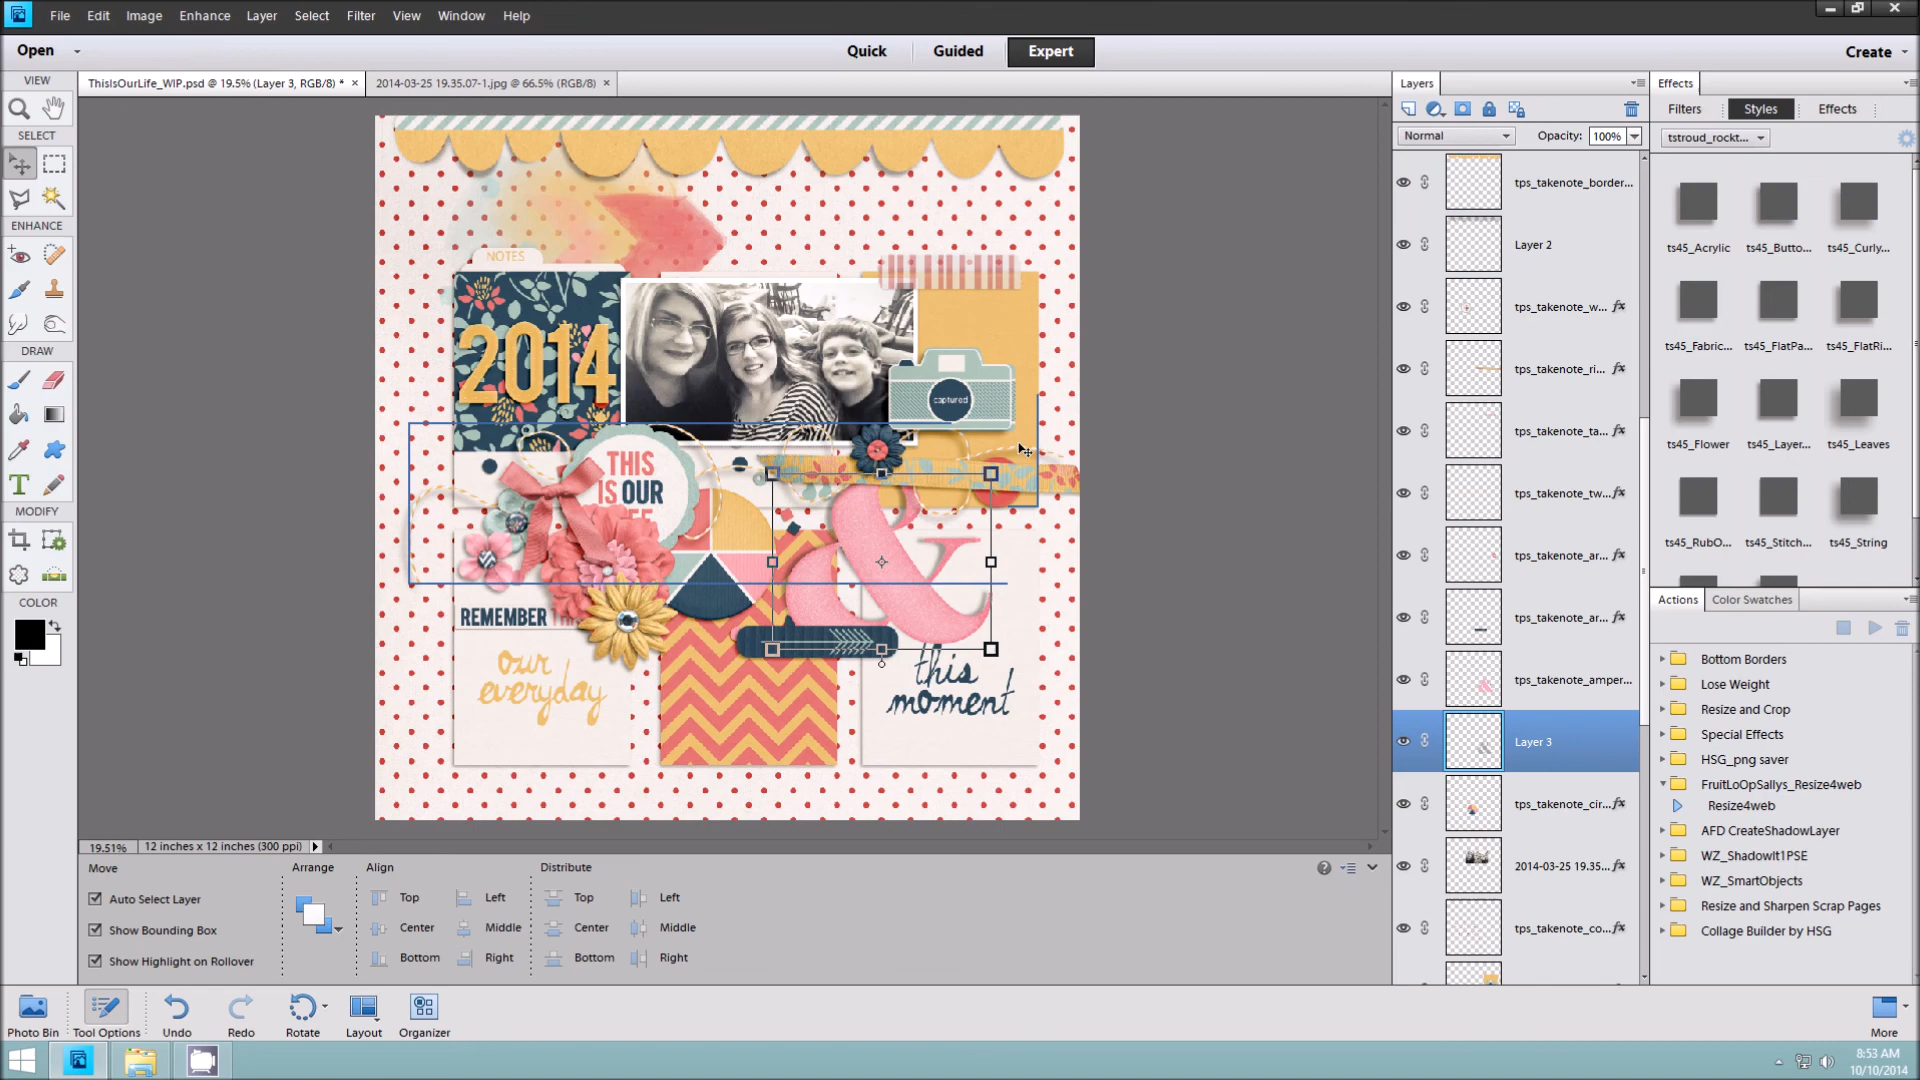 File Edit Image Enhance Layer Select Filter View Window Help
Open Quick Guided Expert Create
VIEW
SELECT
ENHANCE
DRAW
MODIFY
COLOR
ThisIsOurLife_WIP.psd @ 19.5% (Layer 3, RGB/8) * ×
2014-03-25 19.35.07-1.jpg @ 66.5% (RGB/8) ×
NOTES
2014
captured
THIS
IS OUR
REMEMBER
our
everyday
this
moment
19.51% 12 inches x 12 inches (300 ppi)
Move
Auto Select Layer
Show Bounding Box
Show Highlight on Rollover
Arrange
Align
Top Left
Center Middle
Bottom Right
Distribute
Top Left
Center Middle
Bottom Right
Photo Bin Tool Options Undo Redo Rotate Layout Organizer More
Layers
Normal Opacity: 100%
tps_takenote_border...
Layer 2
tps_takenote_w... fx
tps_takenote_ri... fx
tps_takenote_ta... fx
tps_takenote_tw... fx
tps_takenote_ar... fx
tps_takenote_ar... fx
tps_takenote_amper...
Layer 3
tps_takenote_cir... fx
2014-03-25 19.35... fx
tps_takenote_co... fx
Effects
Filters Styles Effects
tstroud_rockt...
ts45_Acrylic ts45_Butto... ts45_Curly...
ts45_Fabric... ts45_FlatPa... ts45_FlatRi...
ts45_Flower ts45_Layer... ts45_Leaves
ts45_RubO... ts45_Stitch... ts45_String
Actions Color Swatches
Bottom Borders
Lose Weight
Resize and Crop
Special Effects
HSG_png saver
FruitLoOpSallys_Resize4web
Resize4web
AFD CreateShadowLayer
WZ_ShadowIt1PSE
WZ_SmartObjects
Resize and Sharpen Scrap Pages
Collage Builder by HSG
8:53 AM
10/10/2014